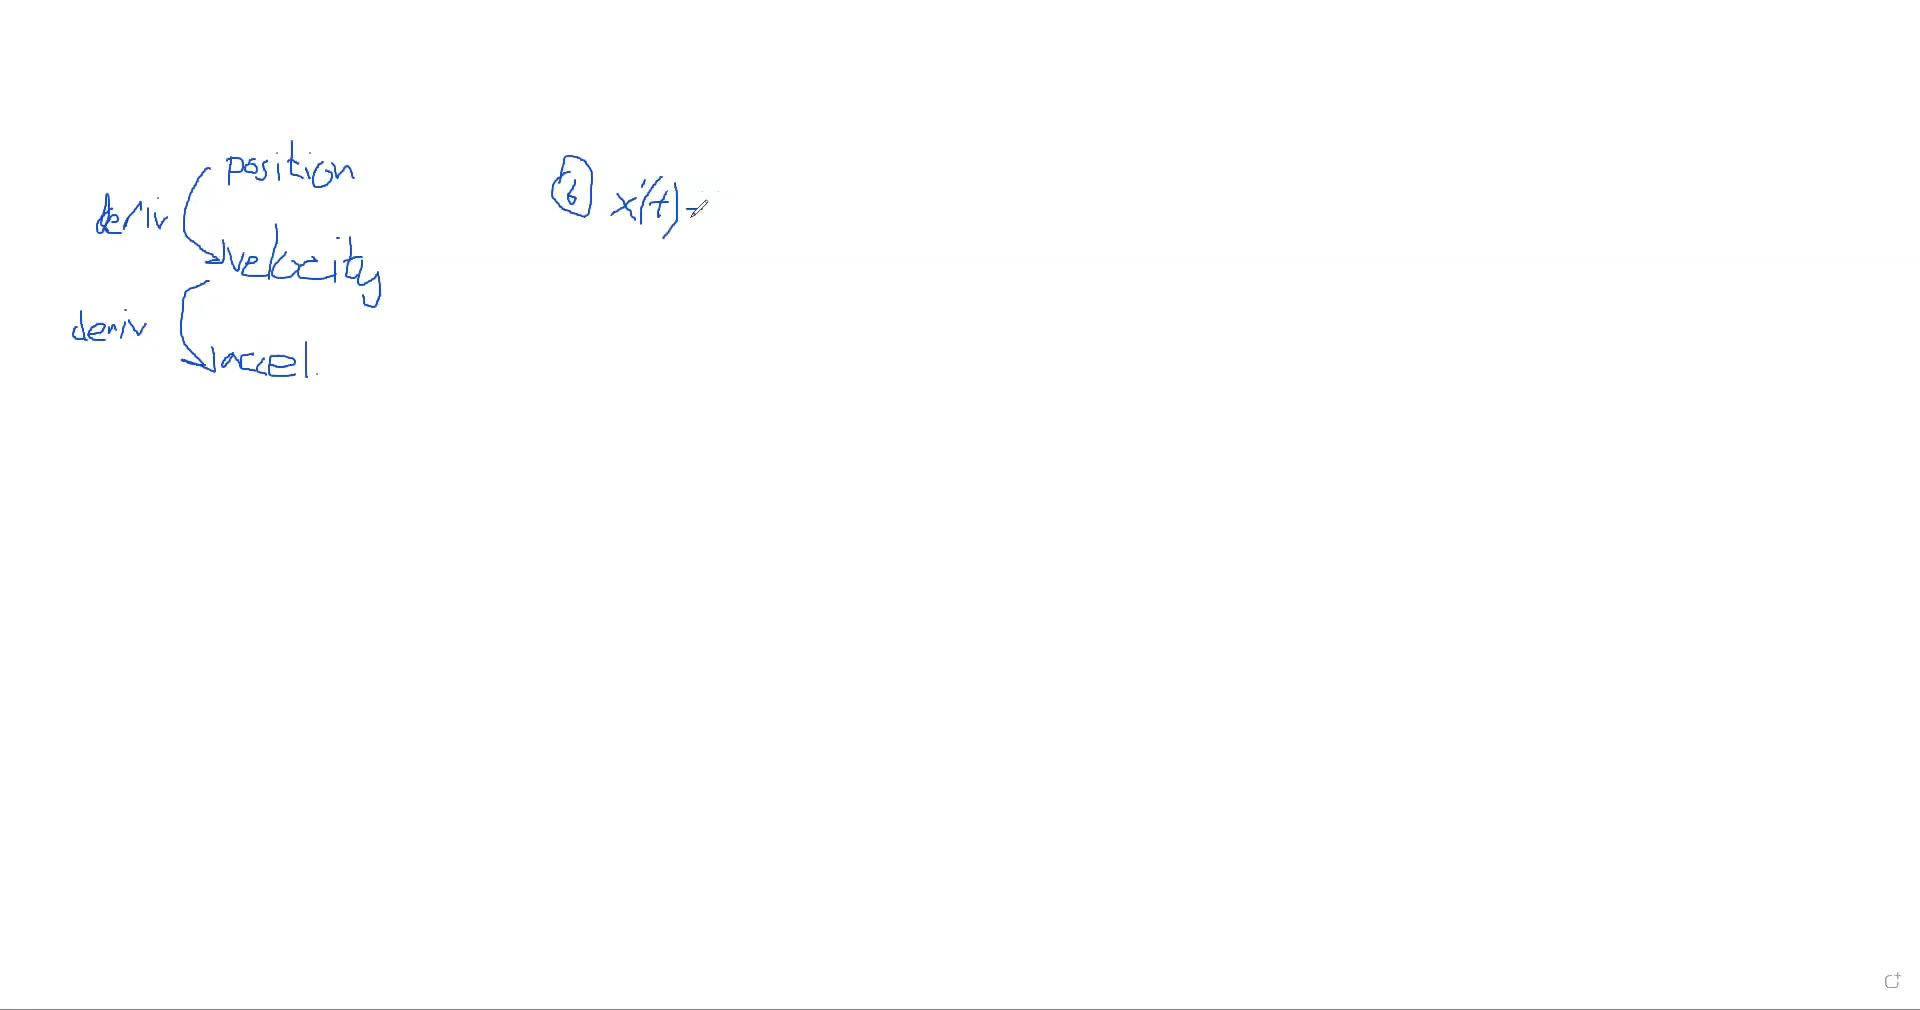 position
deriv
velocity
deriv
accel.
6 x'(t) -